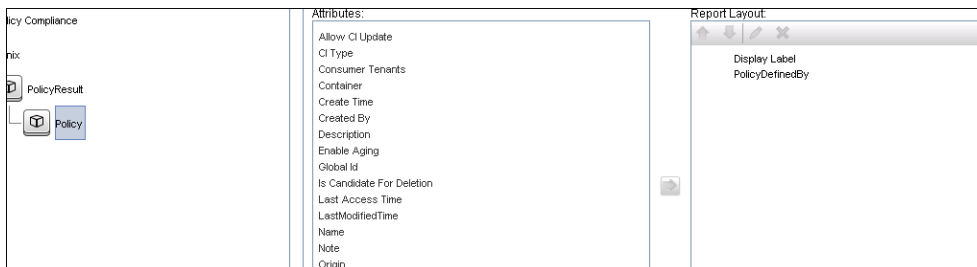 licy Compliance
nix
PolicyResult
Policy
Attributes:
Allow CI Update
CI Type
Consumer Tenants
Container
Create Time
Created By
Description
Enable Aging
Global Id
Is Candidate For Deletion
Last Access Time
LastModifiedTime
Name
Note
Origin
Report Layout:
Display Label
PolicyDefinedBy